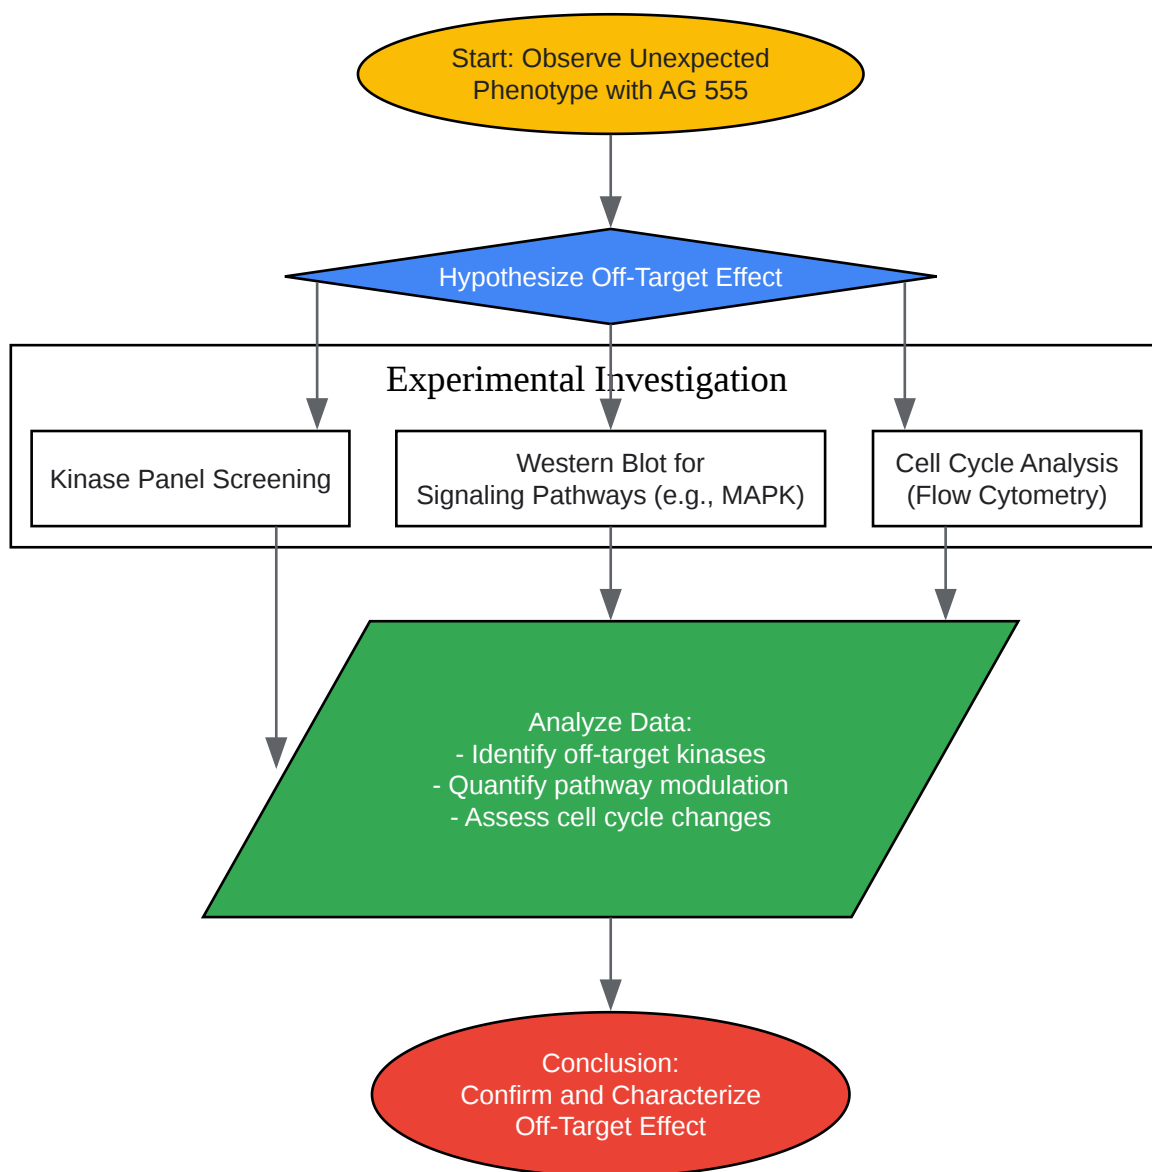 Start: Observe Unexpected
Phenotype with AG 555
Hypothesize Off-Target Effect
Experimental Investigation
Kinase Panel Screening
Western Blot for
Signaling Pathways (e.g., MAPK)
Cell Cycle Analysis
(Flow Cytometry)
Analyze Data:
- Identify off-target kinases
- Quantify pathway modulation
- Assess cell cycle changes
Conclusion:
Confirm and Characterize
Off-Target Effect